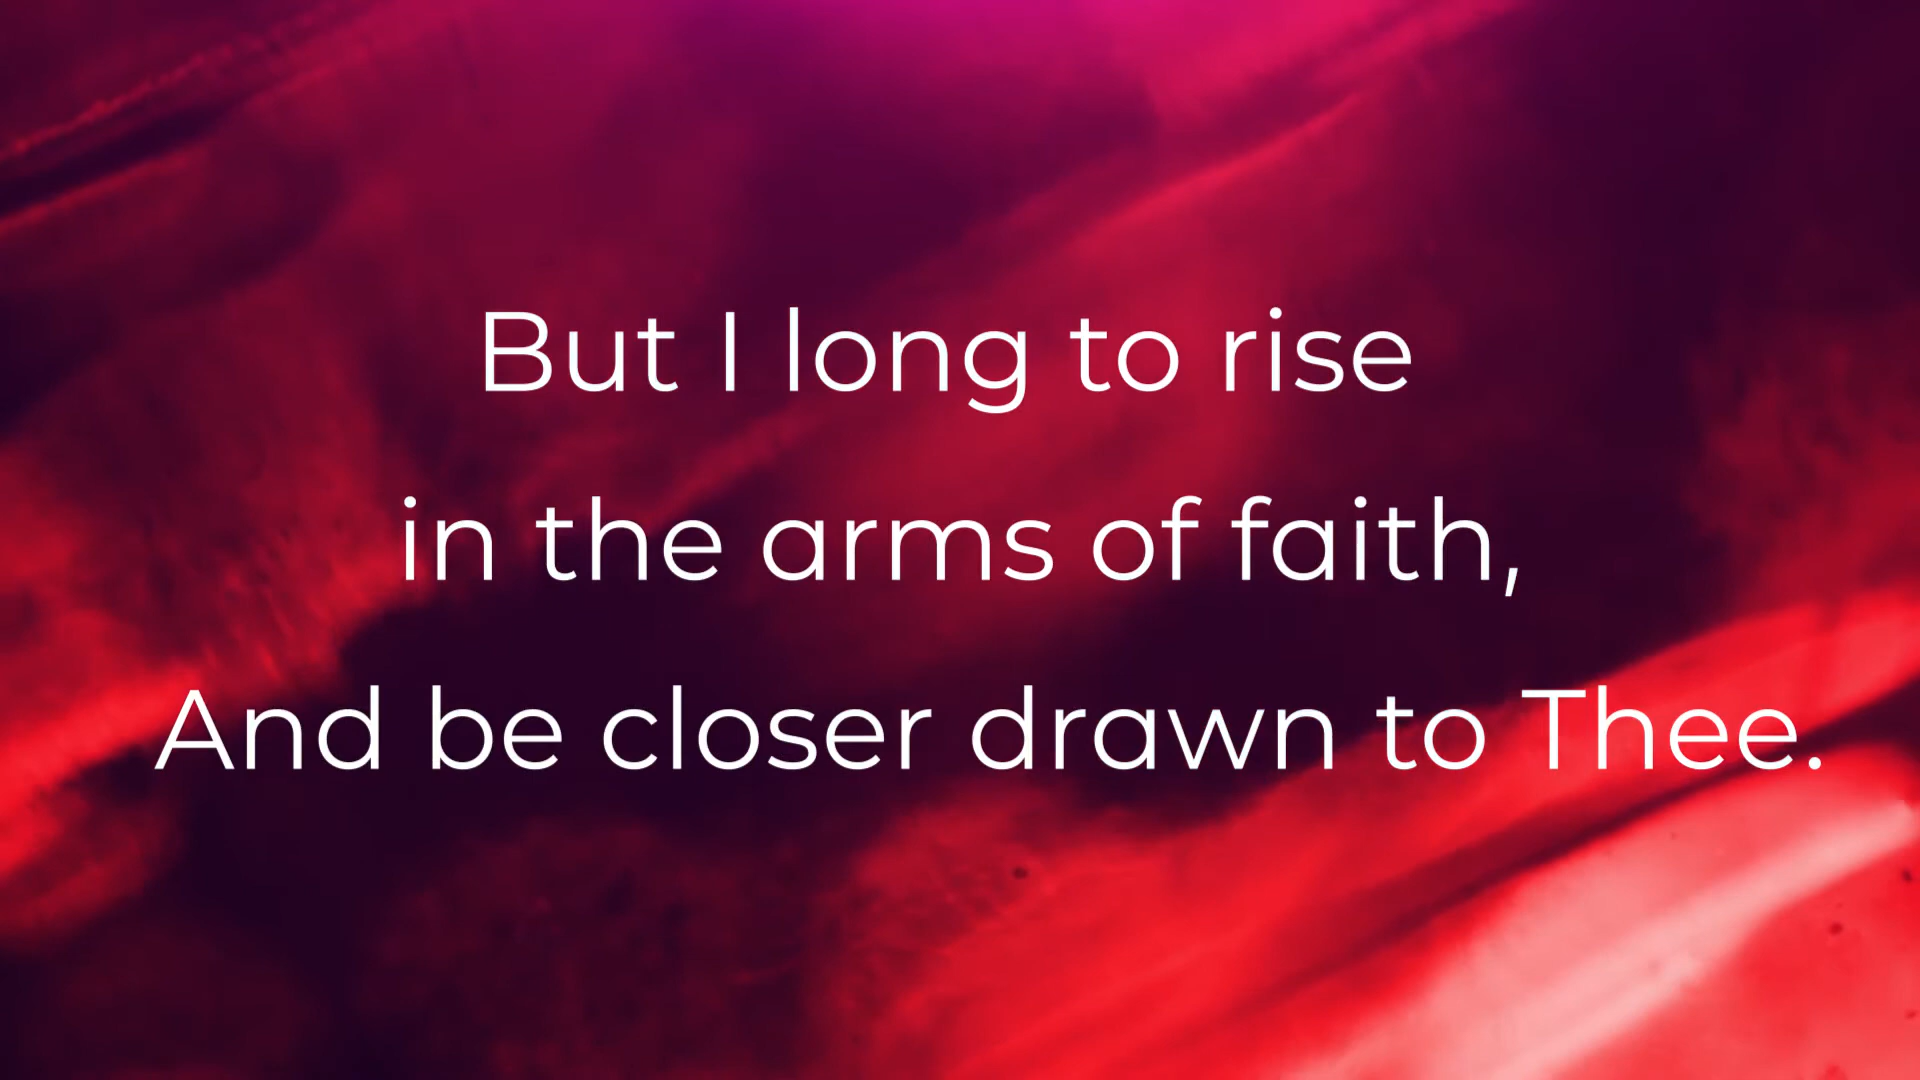 But I long to rise
in the arms of faith,
And be closer drawn to Thee.